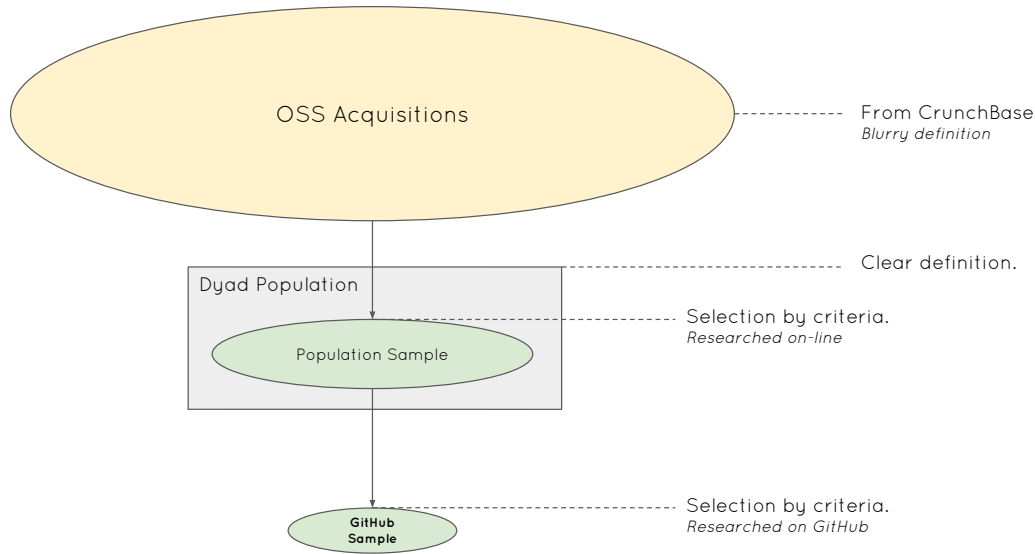 OSS Acquisitions
From CrunchBase
Blurry definition
Clear definition.
Dyad Population
Selection by criteria.
Researched on-line
Population Sample
Selection by criteria.
Researched on GitHub
GitHub
Sample